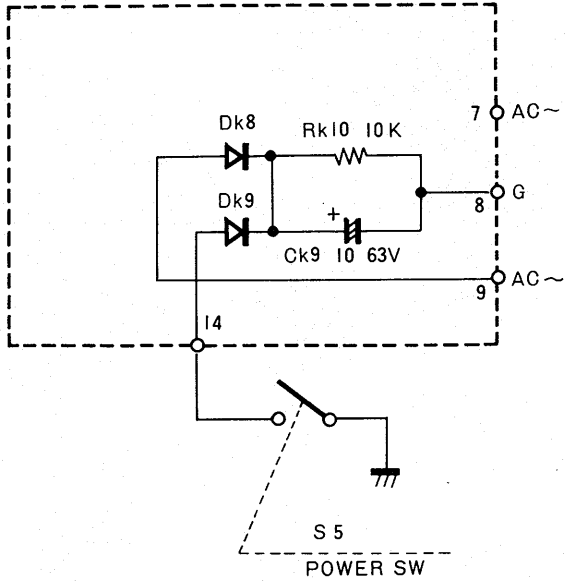 7 AC~
Dk8
Rk10 10K
Dk9
8 G
+
Ck9 10 63V
9 AC~
14
S5
POWER SW